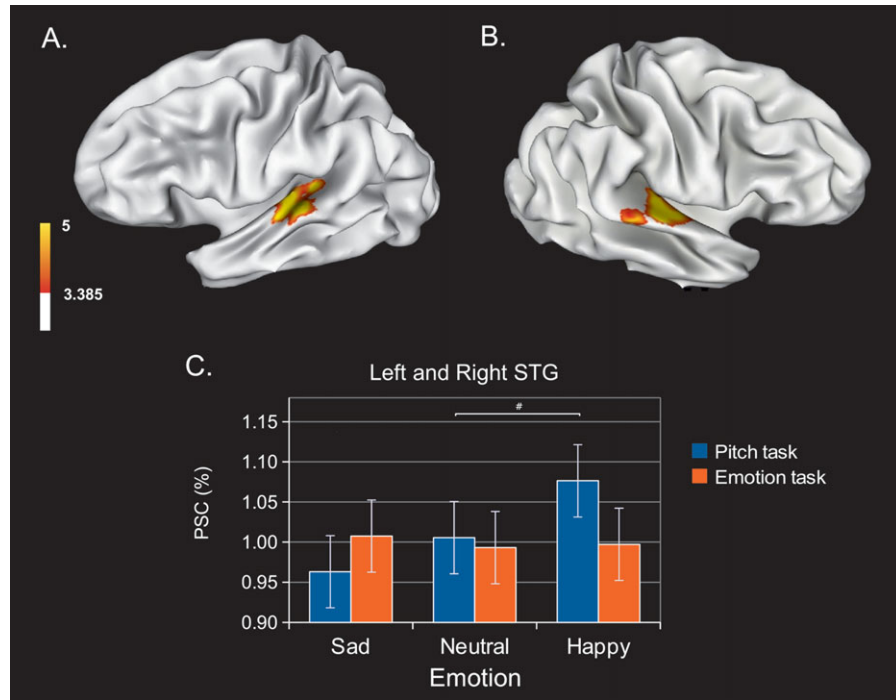 A.
B.
5
3.385
C.
Left and Right STG
#
1.15
1.10
1.05
1.00
0.95
0.90
PSC (%)
Pitch task
Emotion task
Sad
Neutral
Happy
Emotion